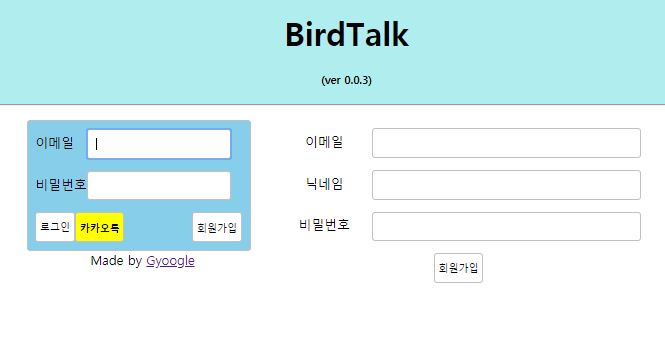 BirdTalk
(ver 0.0.3)
이메일
비밀번호
로그인 카카오톡 회원가입
Made by Gyoogle
이메일
닉네임
비밀번호
회원가입